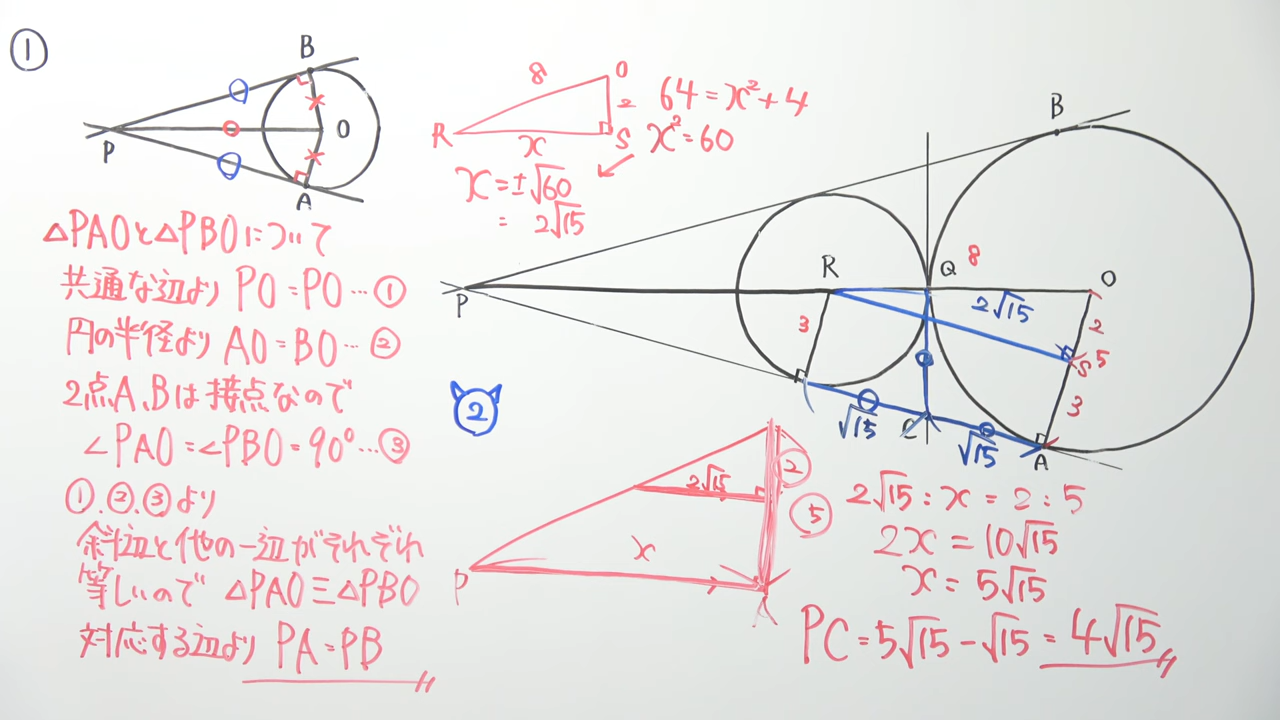 ①
B
P
O
A
△PAOと△PBOについて
共通な辺より PO=PO…①
円の半径より AO=BO…②
2点A,Bは接点なので
∠PAO=∠PBO=90°…③
①,②,③より
斜辺と他の一辺がそれぞれ
等しいので △PAO≡△PBO
対応する辺より PA=PB
8
O
2
R
x
S
64=x²+4
x²=60
x=±√60
=2√15
②
B
P
R
Q
8
O
2√15
2
3
S
5
3
√15
C
√15
A
2√15
②
⑤
x
P
A
2√15:x=2:5
2x=10√15
x=5√15
PC=5√15-√15=4√15